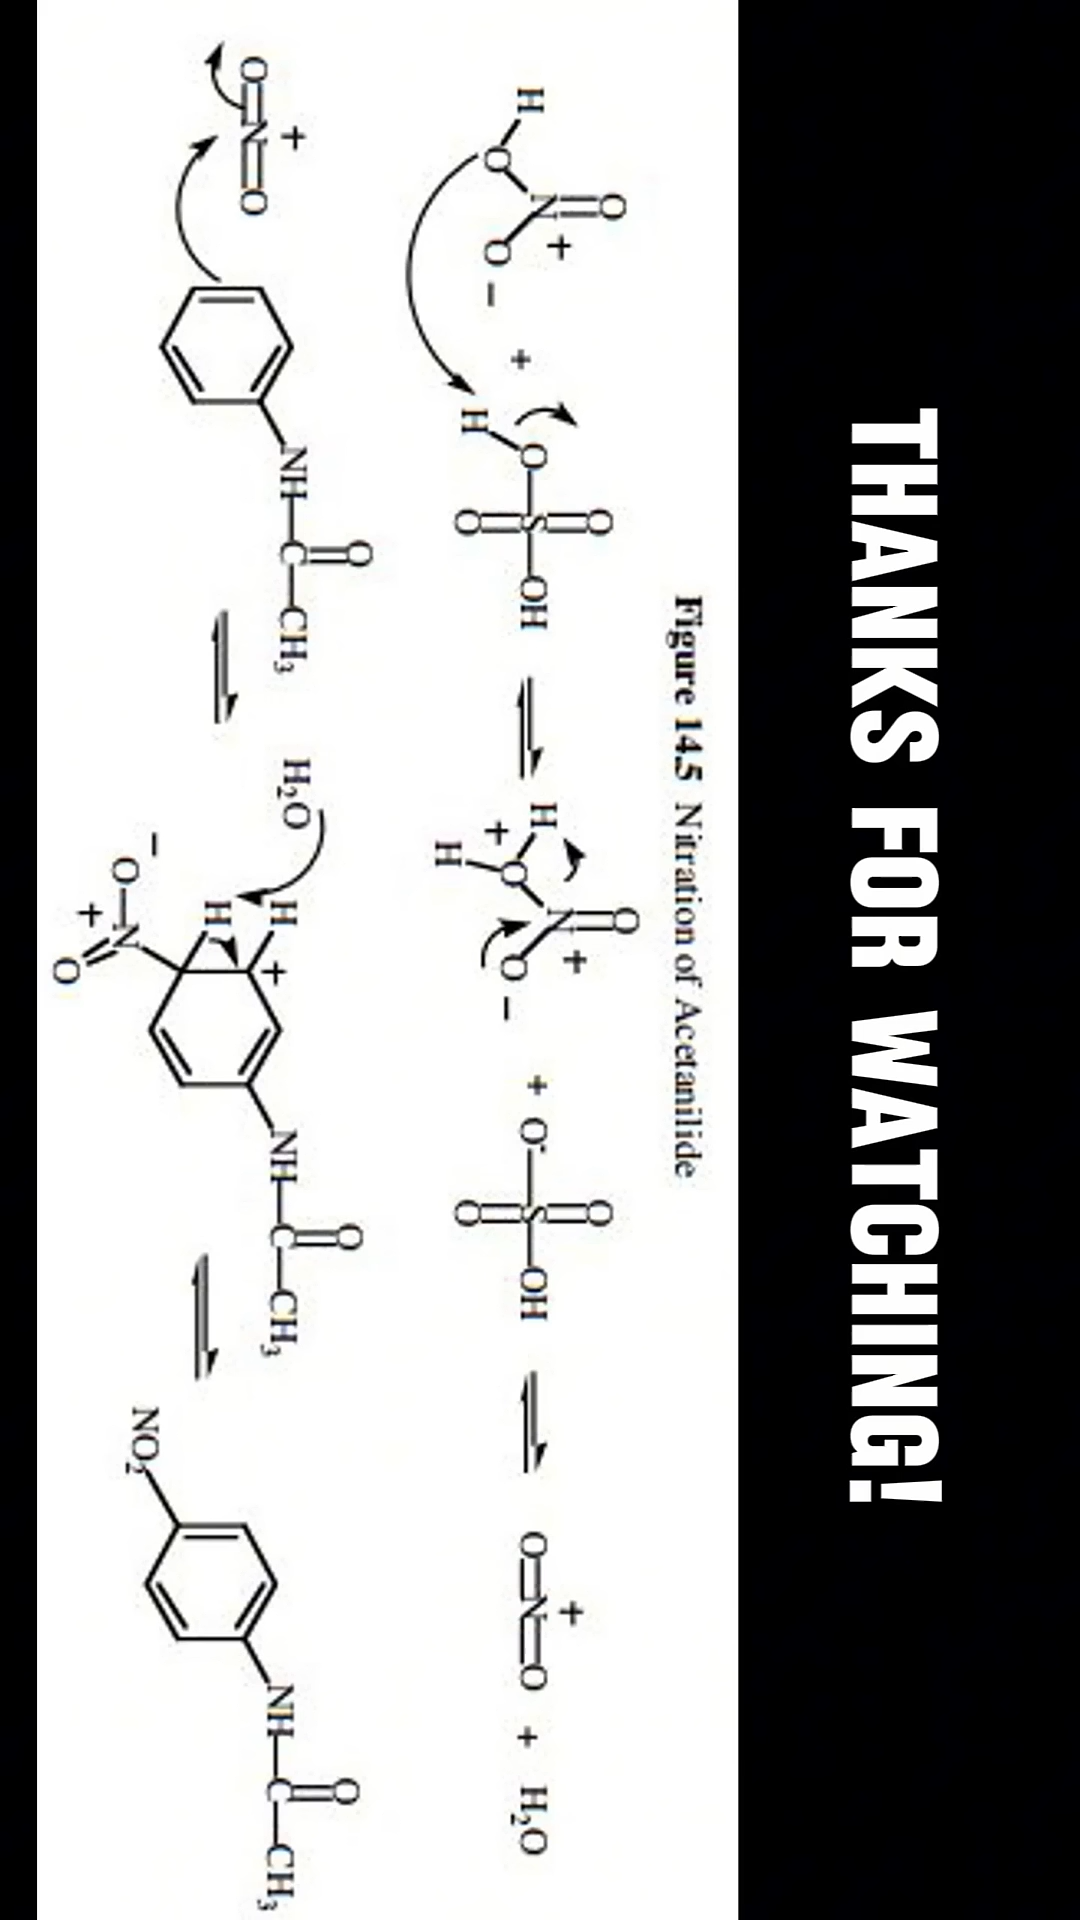 THANKS FOR WATCHING!
Figure 14.5 Nitration of Acetanilide
H O N O O + − + H O S O O OH H H O + N O + O − + O⁻ S O O OH O N O + + H₂O
O N O + NH C O CH₃ H₂O H H + − O N + O NH C O CH₃ NO₂ NH C O CH₃